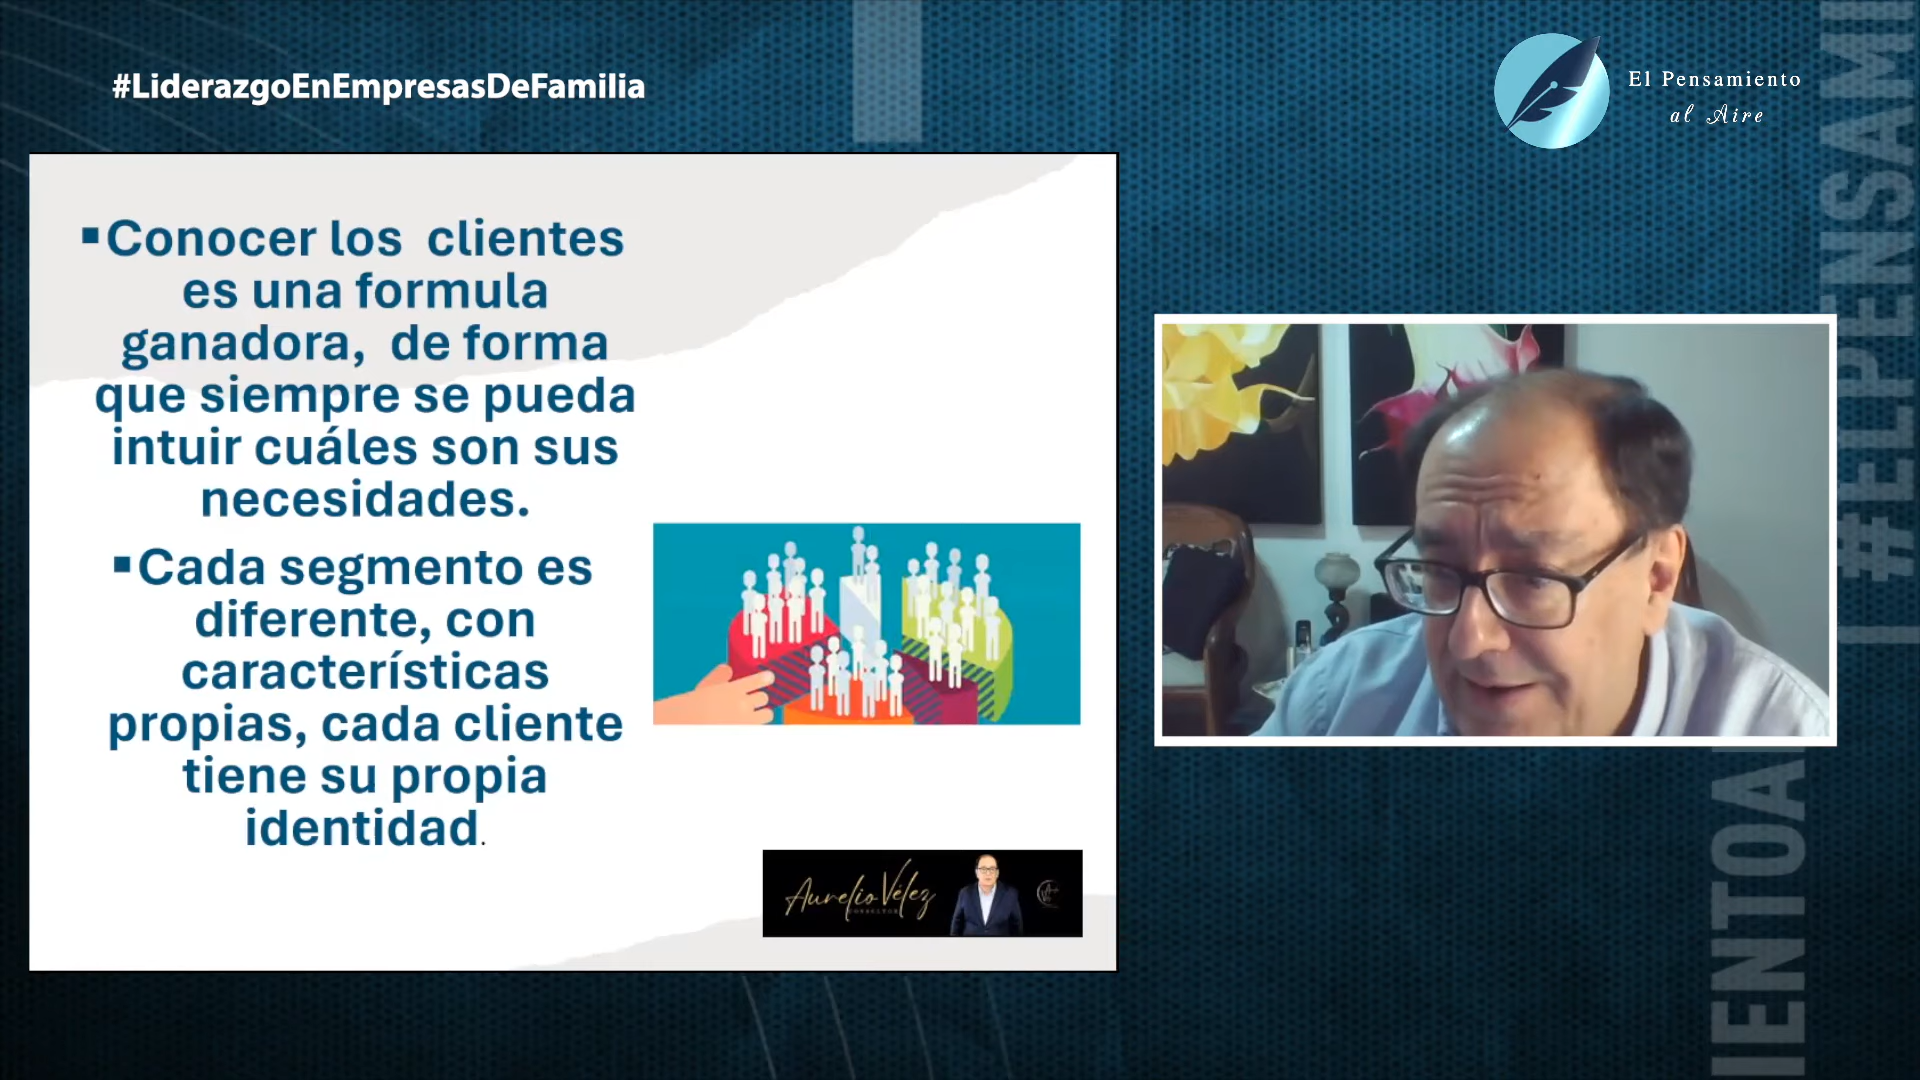 #LiderazgoEnEmpresasDeFamilia
El Pensamiento
al Aire
▪Conocer los clientes
es una formula
ganadora, de forma
que siempre se pueda
intuir cuáles son sus
necesidades.
▪Cada segmento es
diferente, con
características
propias, cada cliente
tiene su propia
identidad.
Aurelio Vélez
#ELPENSAMI
IENTOA